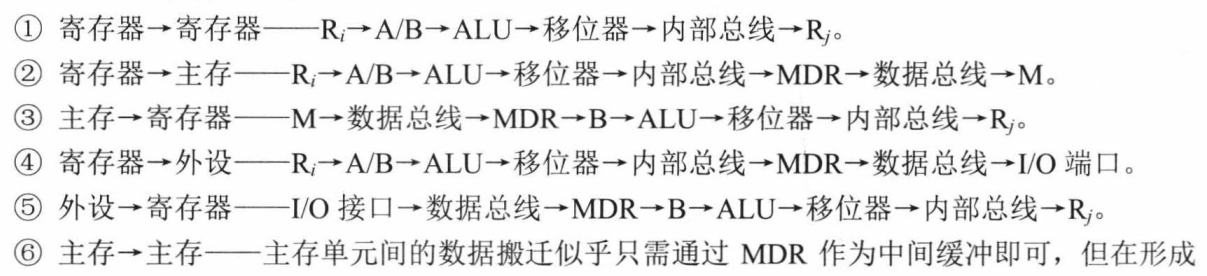 ① 寄存器→寄存器——Rᵢ→A/B→ALU→移位器→内部总线→Rⱼ。
② 寄存器→主存——Rᵢ→A/B→ALU→移位器→内部总线→MDR→数据总线→M。
③ 主存→寄存器——M→数据总线→MDR→B→ALU→移位器→内部总线→Rⱼ。
④ 寄存器→外设——Rᵢ→A/B→ALU→移位器→内部总线→MDR→数据总线→I/O 端口。
⑤ 外设→寄存器——I/O 接口→数据总线→MDR→B→ALU→移位器→内部总线→Rⱼ。
⑥ 主存→主存——主存单元间的数据搬迁似乎只需通过 MDR 作为中间缓冲即可，但在形成